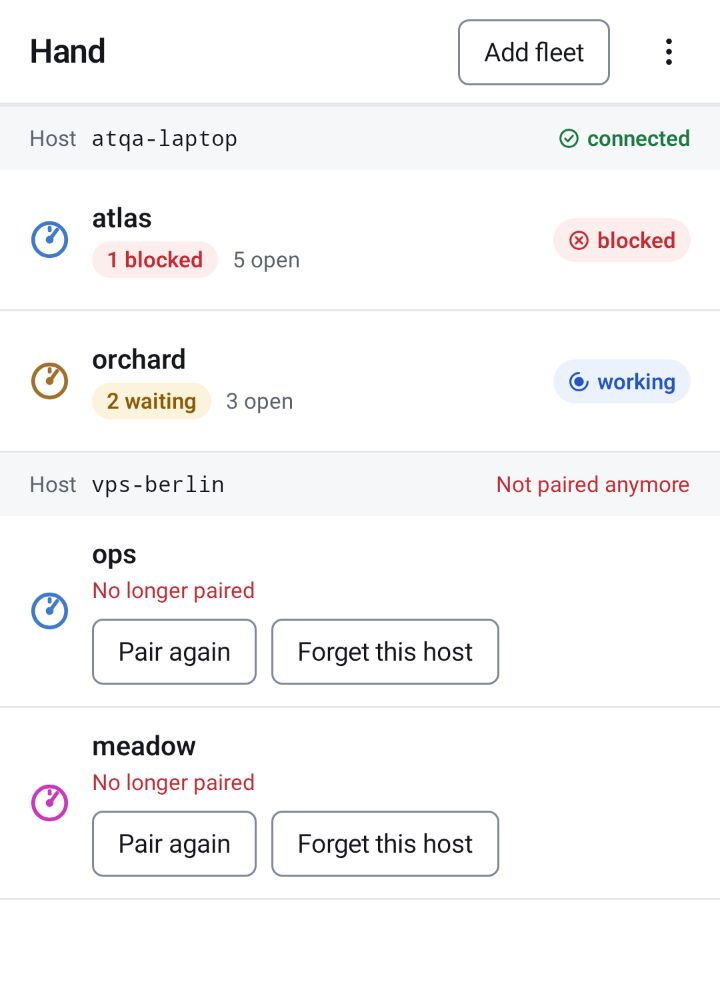 Hand
Add fleet
Host atqa-laptop
connected
atlas
1 blocked 5 open
blocked
orchard
2 waiting 3 open
working
Host vps-berlin
Not paired anymore
ops
No longer paired
Pair again
Forget this host
meadow
No longer paired
Pair again
Forget this host